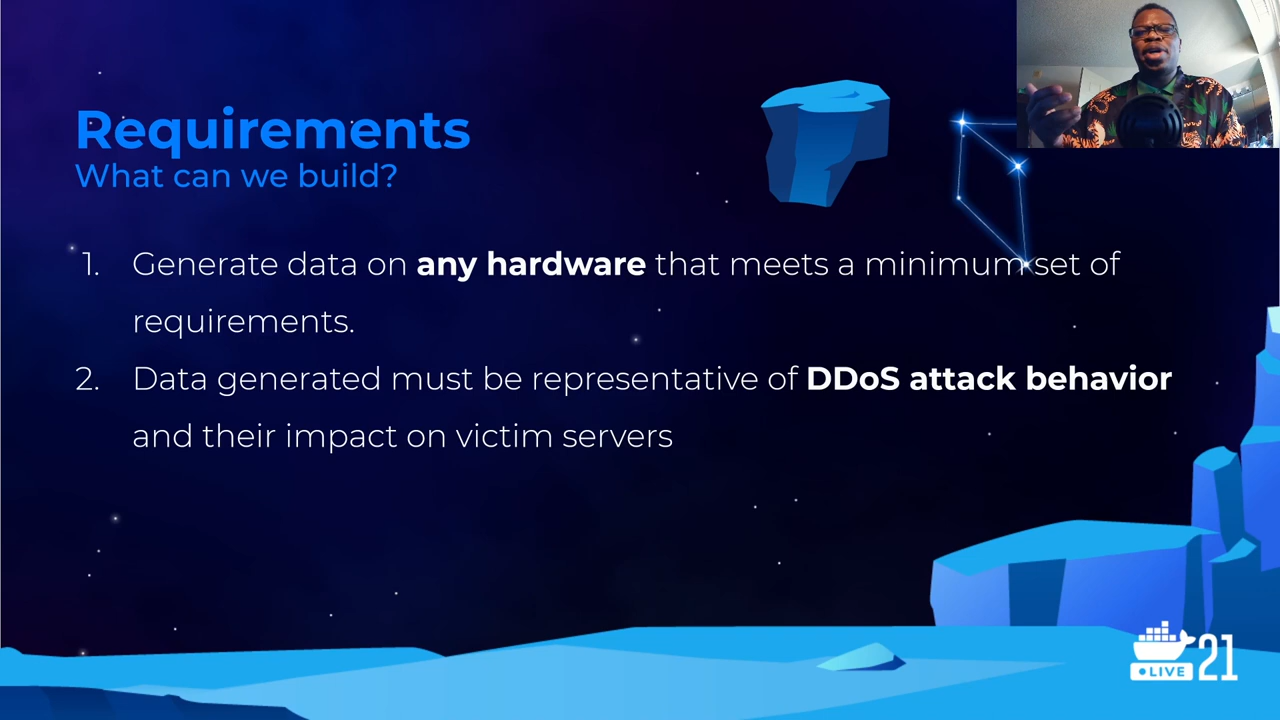 Requirements
What can we build?
1. Generate data on any hardware that meets a minimum set of
requirements.
2. Data generated must be representative of DDoS attack behavior
and their impact on victim servers
LIVE 21